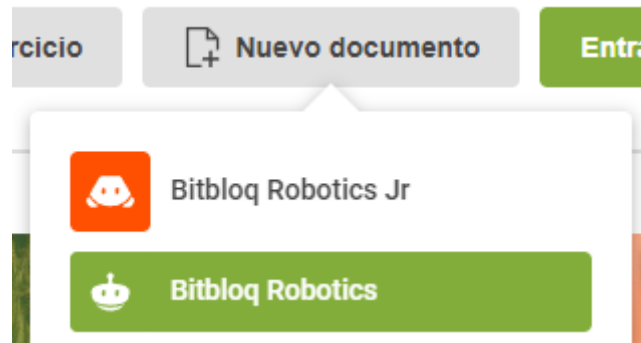 rcicio
Nuevo documento
Entra
Bitbloq Robotics Jr
Bitbloq Robotics